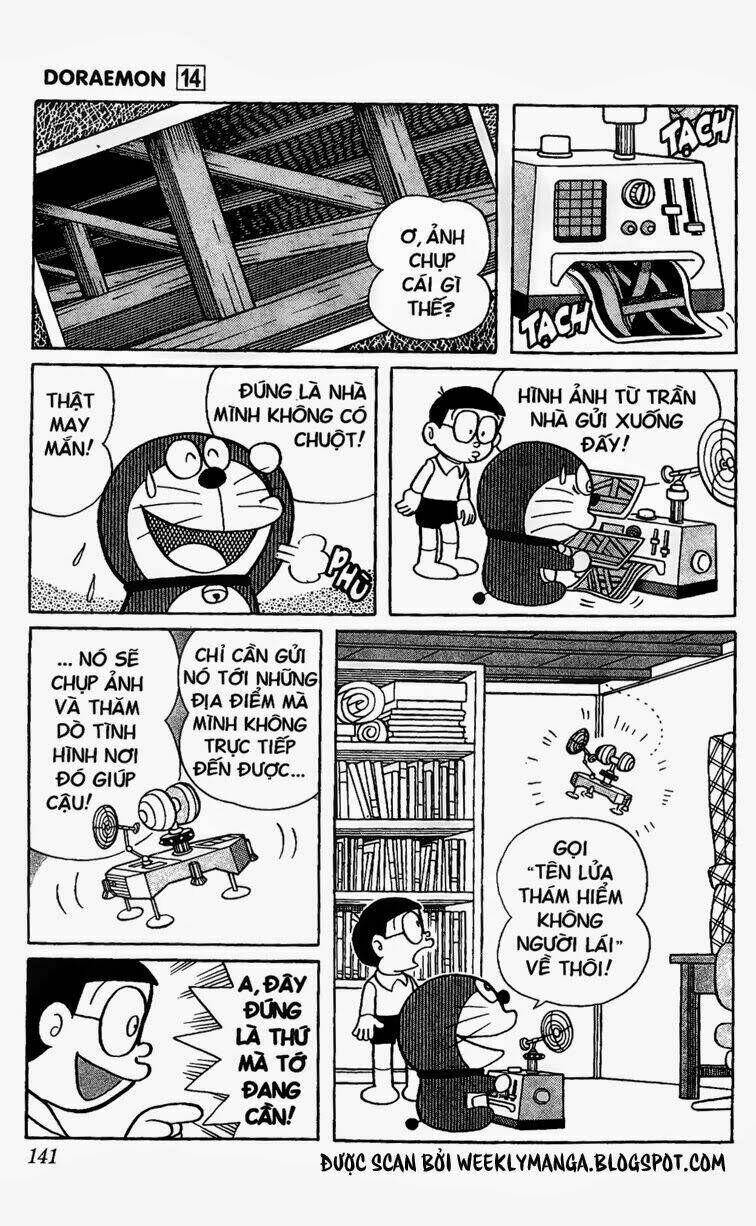 DORAEMON 14
TẠCH
TẠCH
Ơ, ẢNH
CHỤP
CÁI GÌ
THẾ?
HÌNH ẢNH TỪ TRẦN
NHÀ GỬI XUỐNG
ĐẤY!
ĐÚNG LÀ NHÀ
MÌNH KHÔNG CÓ
CHUỘT!
THẬT
MAY
MẮN!
PHÙ
GỌI
“TÊN LỬA
THÁM HIỂM
KHÔNG
NGƯỜI LÁI”
VỀ THÔI!
CHỈ CẦN GỬI
NÓ TỚI NHỮNG
ĐỊA ĐIỂM MÀ
MÌNH KHÔNG
TRỰC TIẾP
ĐẾN ĐƯỢC...
... NÓ SẼ
CHỤP ẢNH
VÀ THĂM
DÒ TÌNH
HÌNH NƠI
ĐÓ GIÚP
CẬU!
A, ĐÂY
ĐÚNG
LÀ THỨ
MÀ TỚ
ĐANG
CẦN!
141
ĐƯỢC SCAN BỞI WEEKLYMANGA.BLOGSPOT.COM